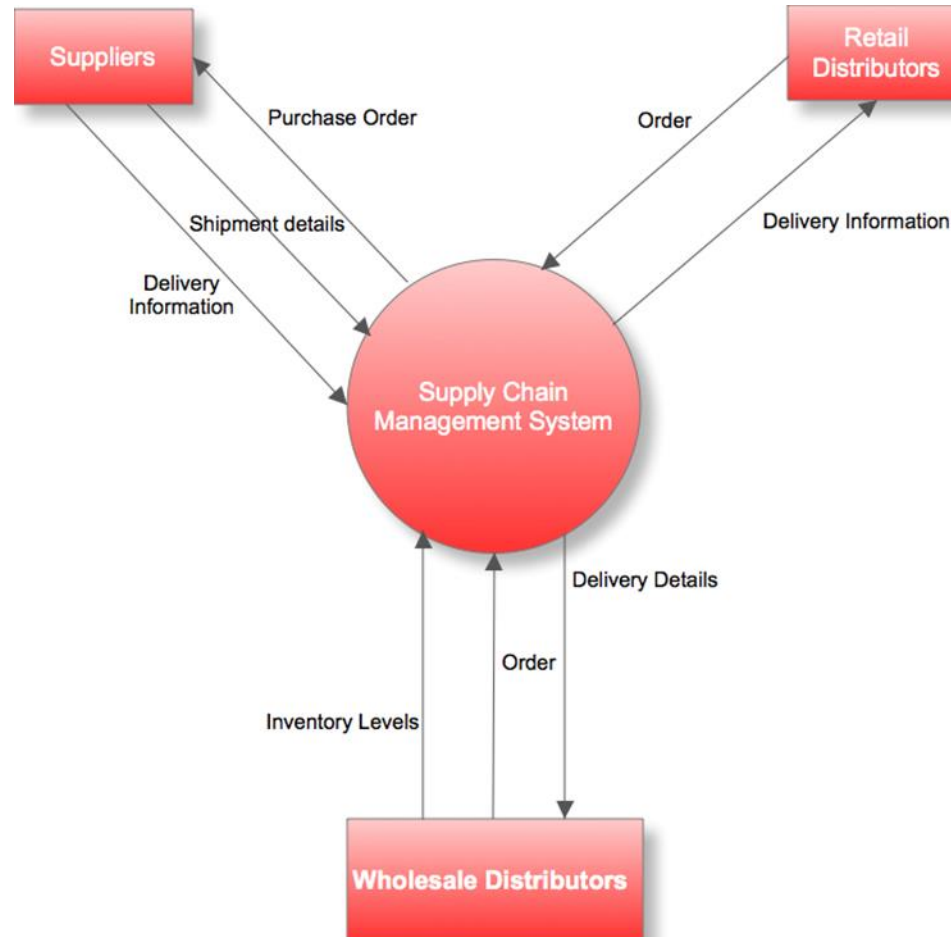 Suppliers
Retail
Distributors
Purchase Order
Order
Shipment details
Delivery Information
Delivery
Information
Supply Chain
Management System
Delivery Details
Order
Inventory Levels
Wholesale Distributors